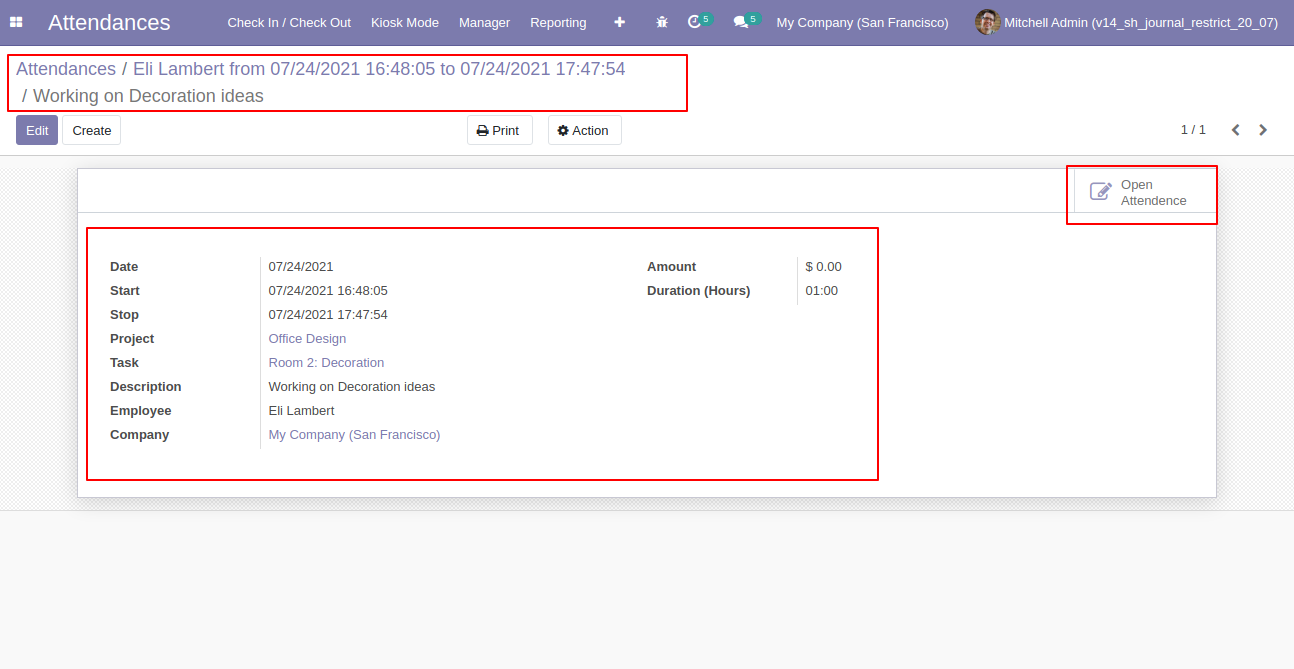 Attendances Check In / Check Out Kiosk Mode Manager Reporting 5 5 My Company (San Francisco) Mitchell Admin (v14_sh_journal_restrict_20_07)
Attendances / Eli Lambert from 07/24/2021 16:48:05 to 07/24/2021 17:47:54
/ Working on Decoration ideas
Edit Create Print Action 1 / 1
Open
Attendence
Date 07/24/2021 Amount $ 0.00
Start 07/24/2021 16:48:05 Duration (Hours) 01:00
Stop 07/24/2021 17:47:54
Project Office Design
Task Room 2: Decoration
Description Working on Decoration ideas
Employee Eli Lambert
Company My Company (San Francisco)